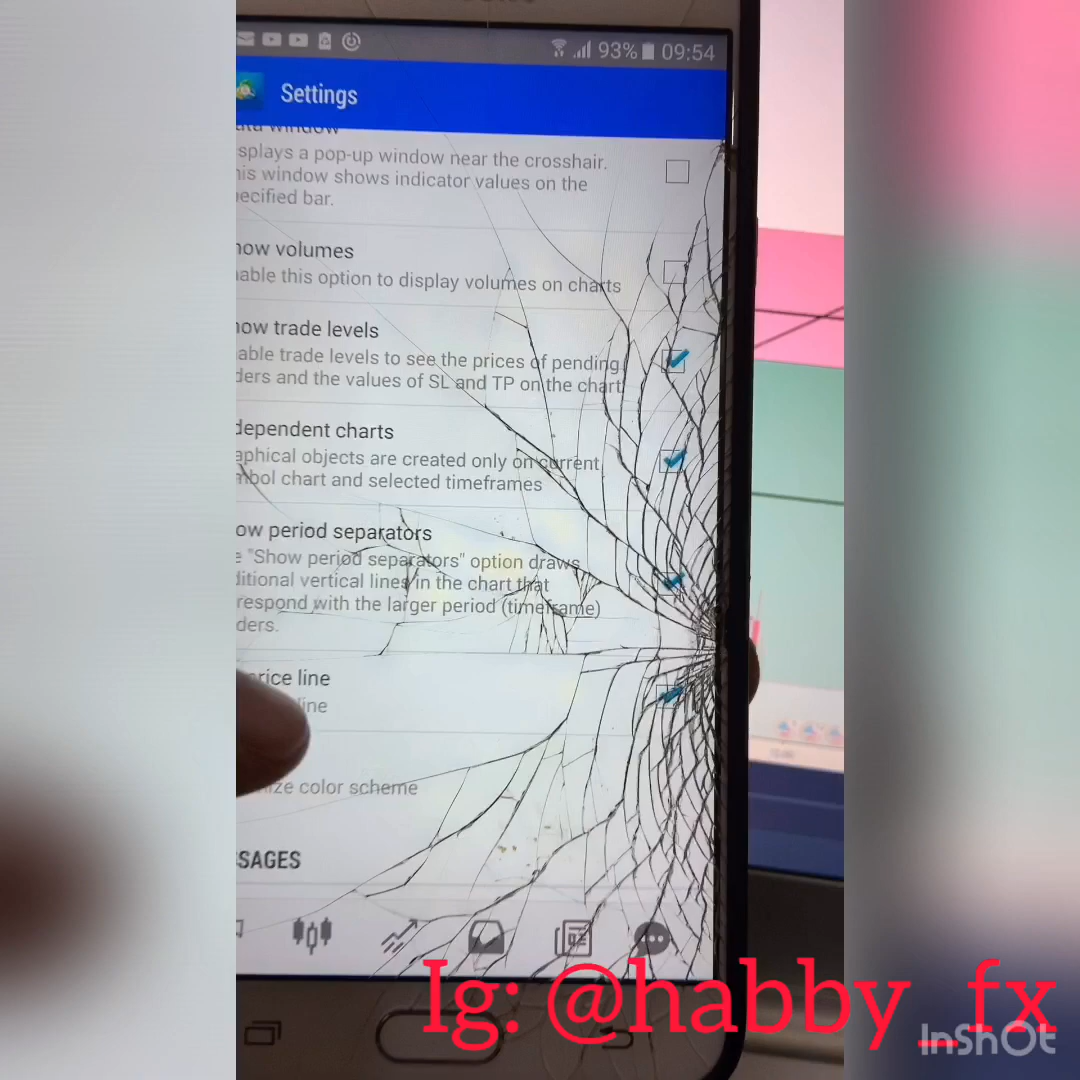 93% 09:54
Settings
splays a pop-up window near the crosshair.
his window shows indicator values on the
ecified bar.
how volumes
able this option to display volumes on charts
how trade levels
able trade levels to see the prices of pending
ders and the values of SL and TP on the chart
dependent charts
aphical objects are created only on current
mbol chart and selected timeframes
ow period separators
e "Show period separators" option draws
ditional vertical lines in the chart that
respond with the larger period (timeframe)
ders.
rice line
line
ize color scheme
SSAGES
Ig: @habby_fx
InShOt